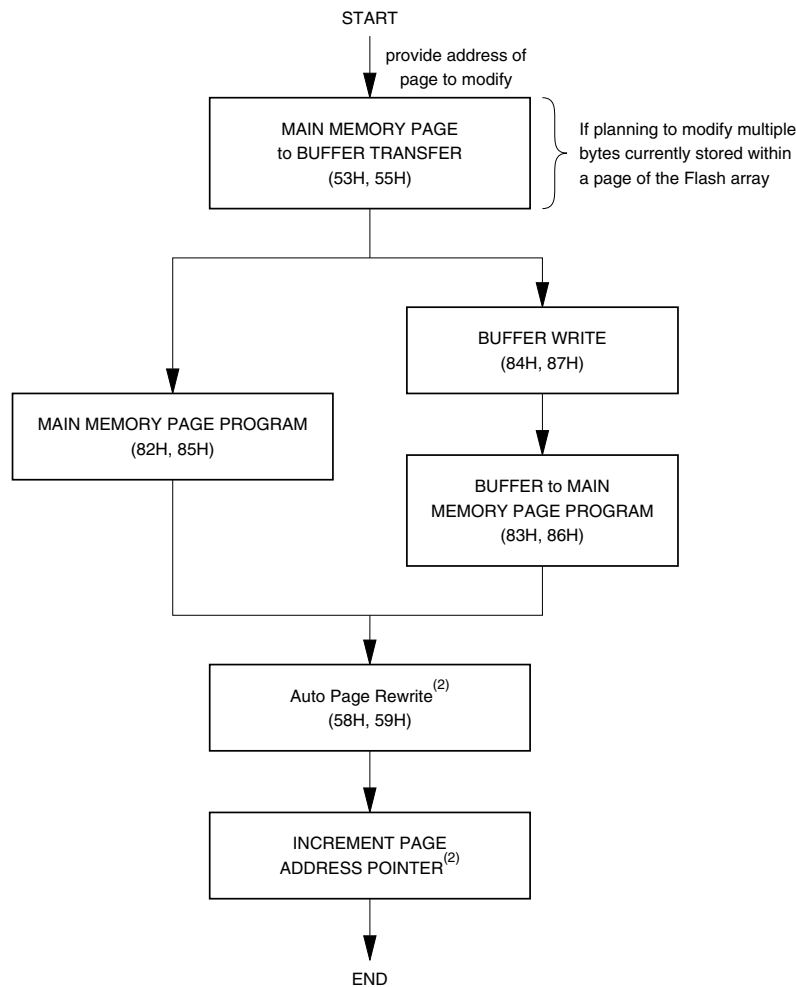 START
provide address of
page to modify
MAIN MEMORY PAGE
to BUFFER TRANSFER
(53H, 55H)
If planning to modify multiple
bytes currently stored within
a page of the Flash array
BUFFER WRITE
(84H, 87H)
MAIN MEMORY PAGE PROGRAM
(82H, 85H)
BUFFER to MAIN
MEMORY PAGE PROGRAM
(83H, 86H)
Auto Page Rewrite(2)
(58H, 59H)
INCREMENT PAGE
ADDRESS POINTER(2)
END